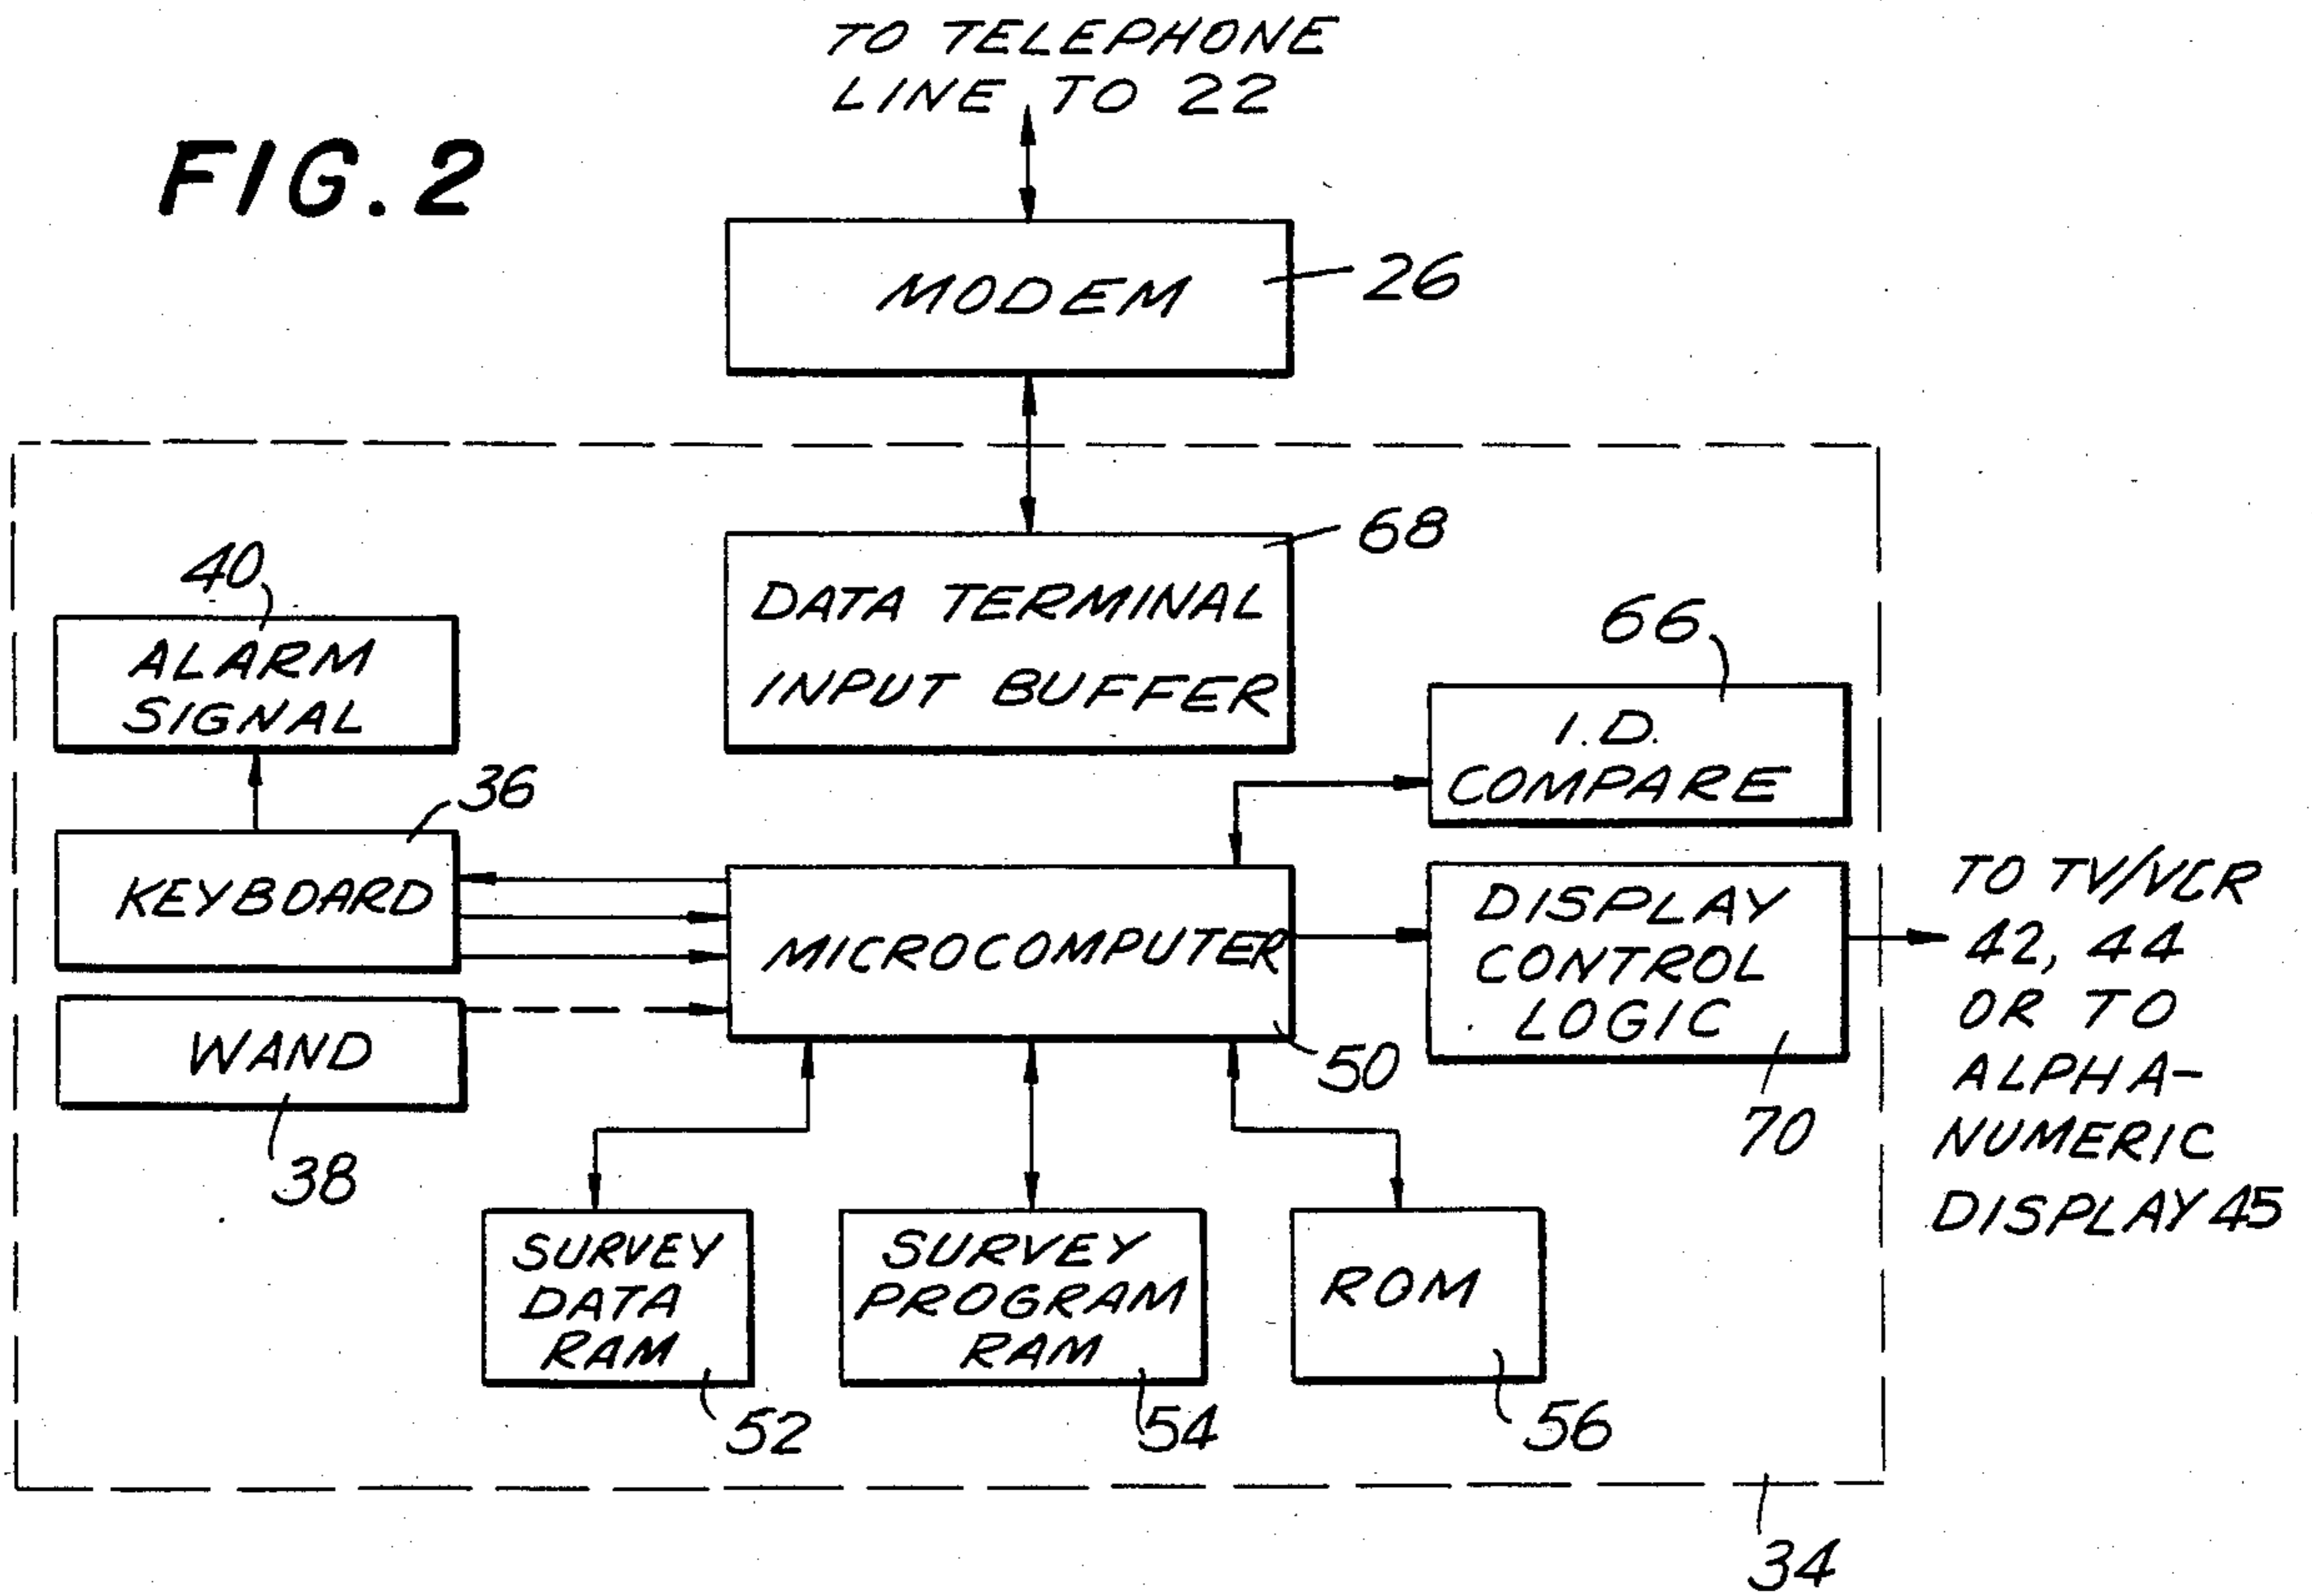 TO TELEPHONE
LINE TO 22
FIG. 2
MODEM
26
68
DATA TERMINAL
INPUT BUFFER
40
ALARM
SIGNAL
66
I.D.
COMPARE
36
KEYBOARD
MICROCOMPUTER
50
DISPLAY
CONTROL
LOGIC
70
TO TV/VCR
42, 44
OR TO
ALPHA-
NUMERIC
DISPLAY 45
WAND
38
SURVEY
DATA
RAM
52
SURVEY
PROGRAM
RAM
54
ROM
56
34